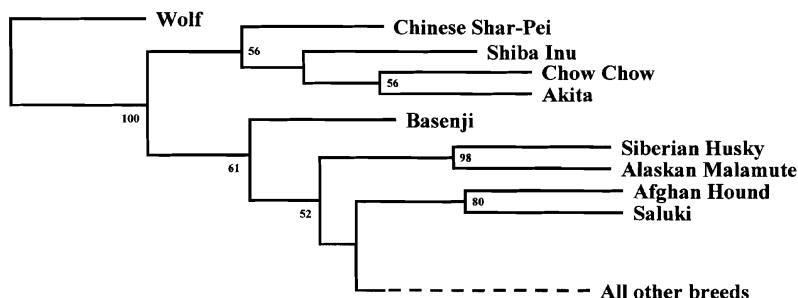 Wolf
Chinese Shar-Pei
56
Shiba Inu
Chow Chow
56
Akita
100
Basenji
61
Siberian Husky
98
Alaskan Malamute
Afghan Hound
80
52
Saluki
All other breeds